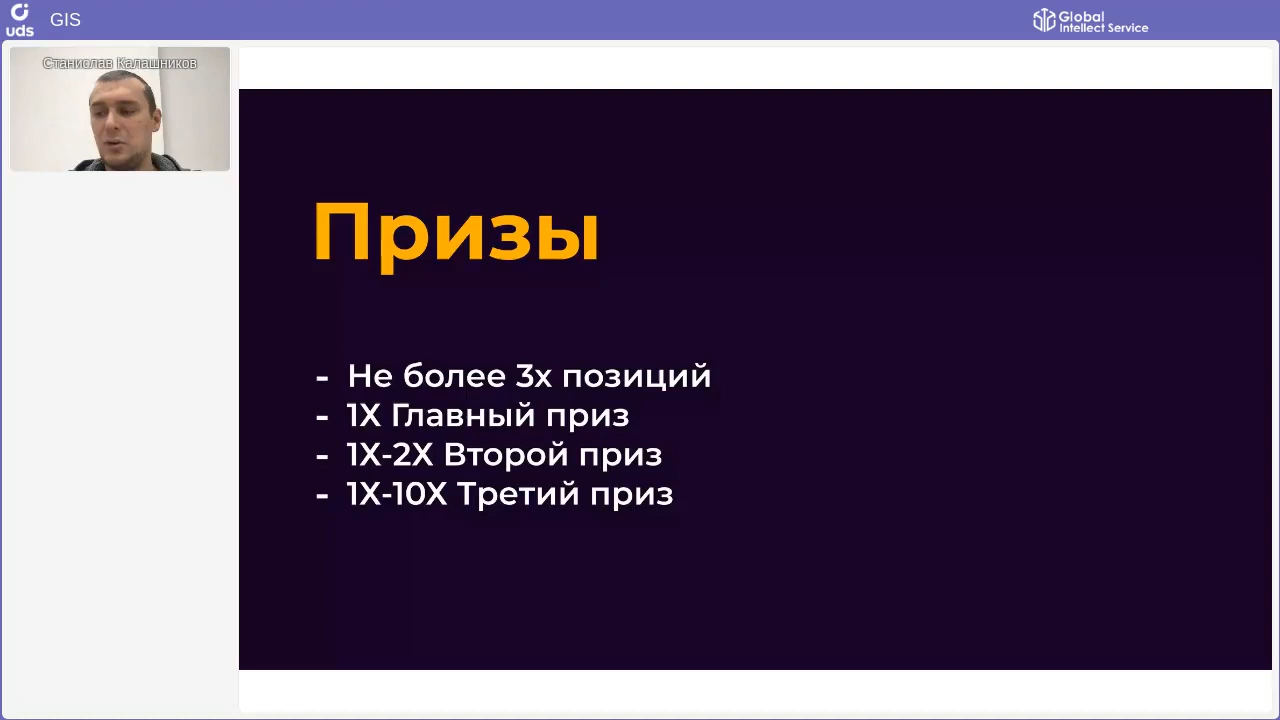 uds
GIS
Global
Intellect Service
Станислав Калашников
Призы
- Не более 3х позиций
- 1Х Главный приз
- 1Х-2Х Второй приз
- 1Х-10Х Третий приз